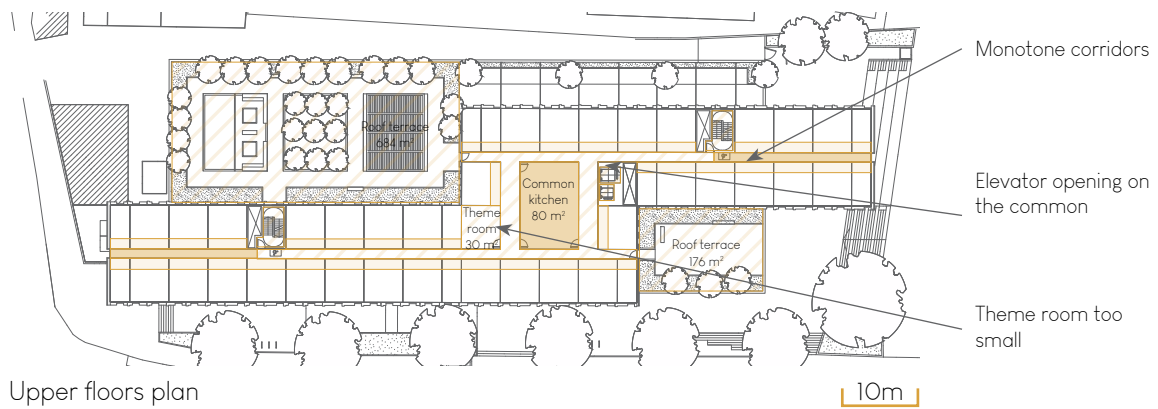 Monotone corridors
Roof terrace
684 m²
Elevator opening on
the common
Common
kitchen
80 m²
Theme
room
30 m²
Roof terrace
176 m²
Theme room too
small
Upper floors plan
10m